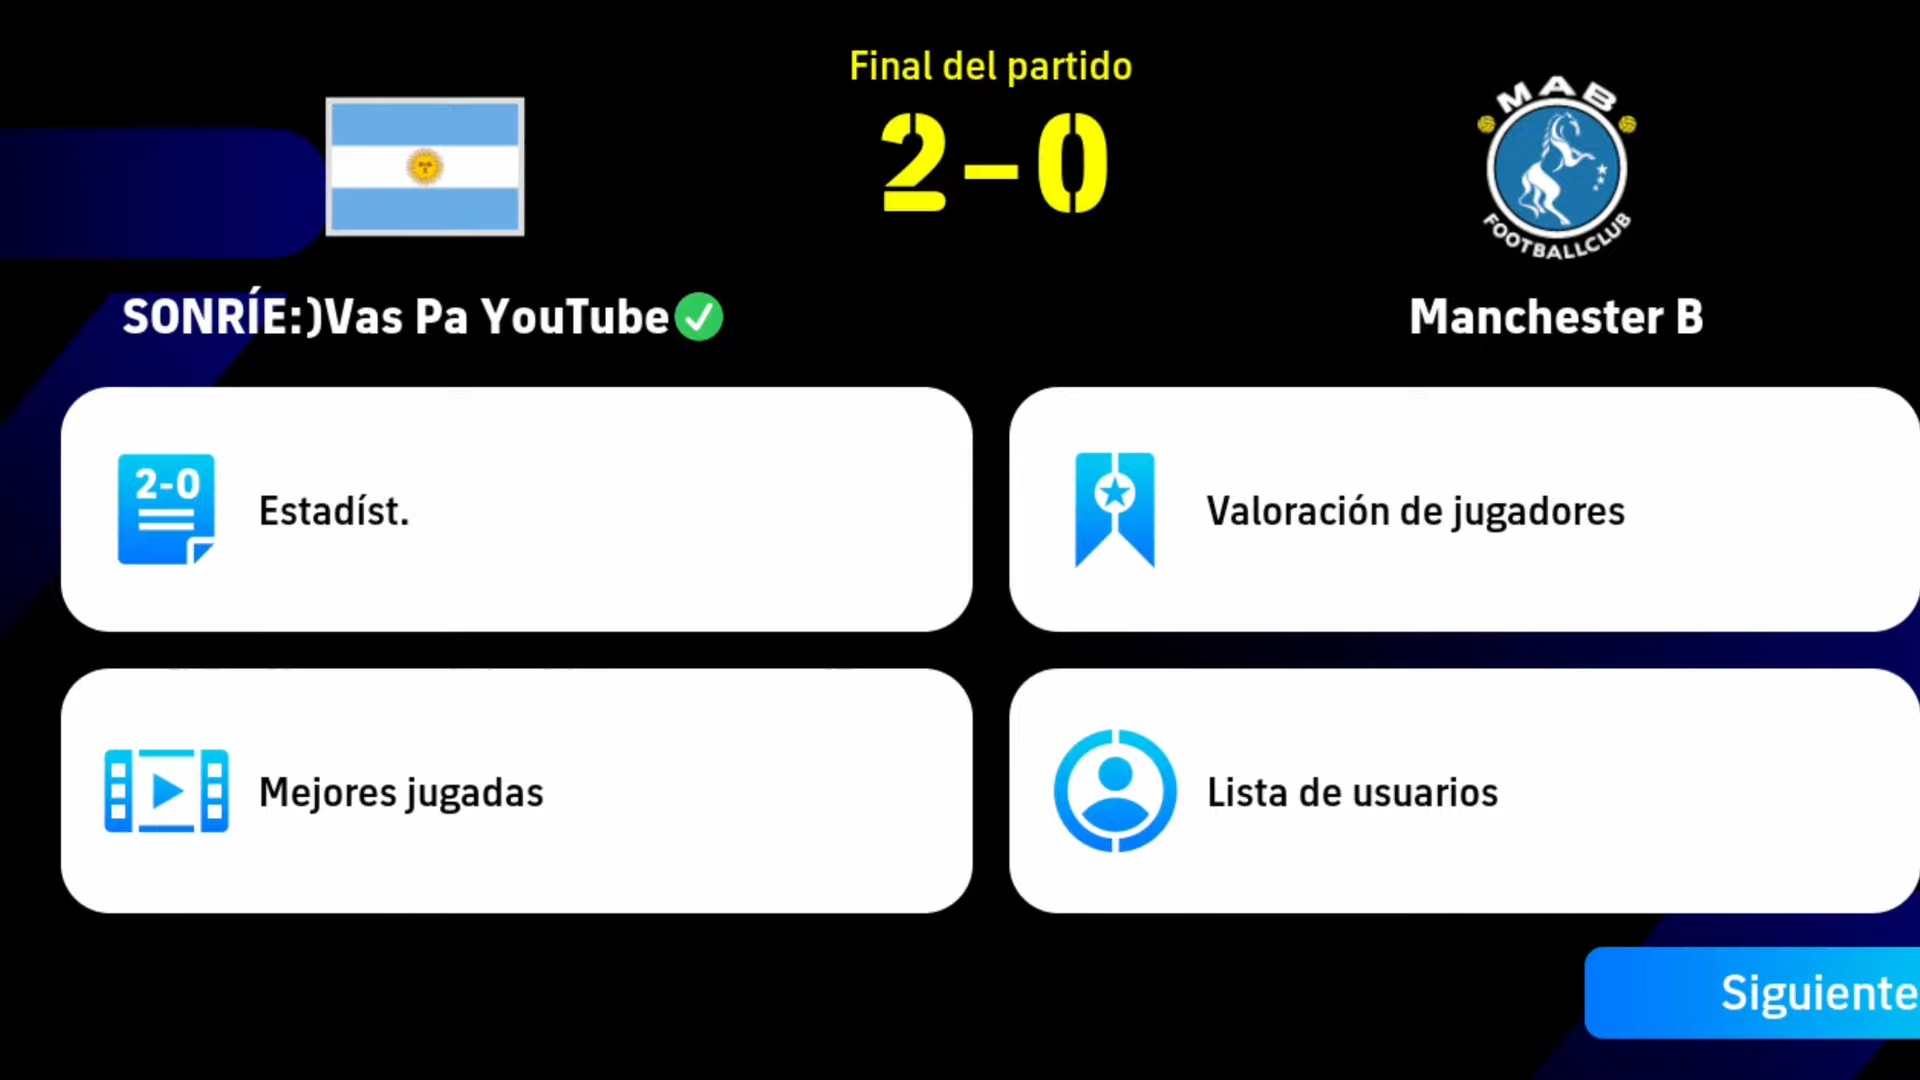 Final del partido
2-0
MAB
FOOTBALLCLUB
SONRÍE:)Vas Pa YouTube✅
Manchester B
2-0
Estadíst.
Valoración de jugadores
Mejores jugadas
Lista de usuarios
Siguiente